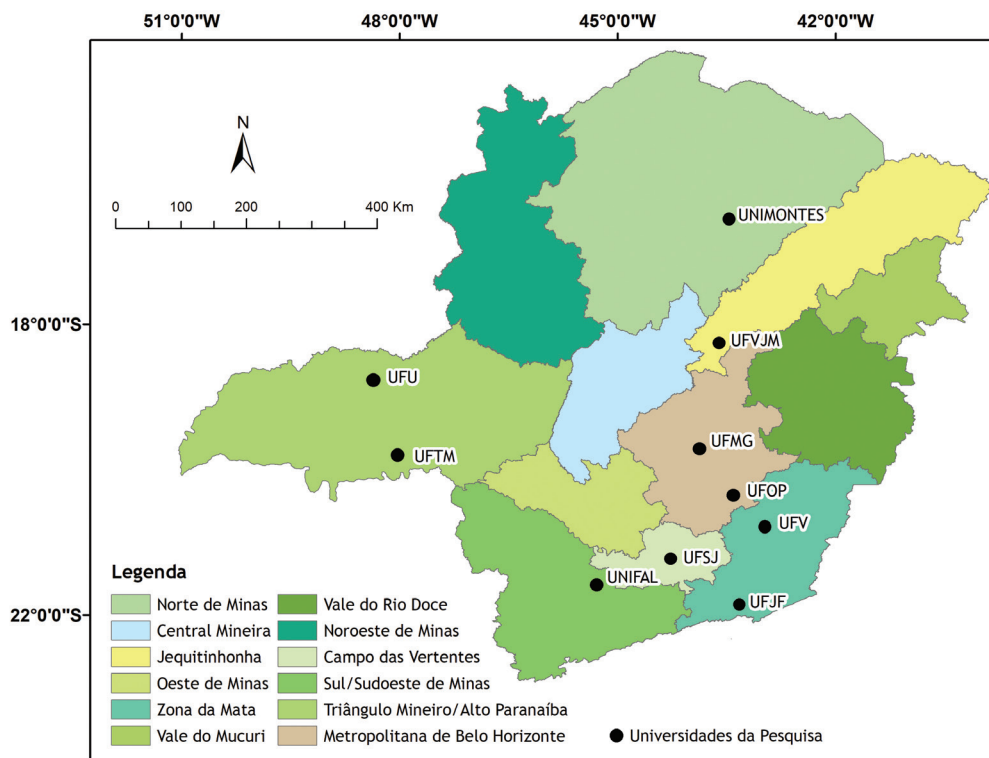 51°0'0"W 48°0'0"W 45°0'0"W 42°0'0"W
N
0 100 200 400 Km
UNIMONTES
18°0'0"S
UFVJM
UFU
UFMG
UFTM
UFOP
UFV
UFSJ
UNIFAL
UFJF
22°0'0"S
Legenda
Norte de Minas Vale do Rio Doce
Central Mineira Noroeste de Minas
Jequitinhonha Campo das Vertentes
Oeste de Minas Sul/Sudoeste de Minas
Zona da Mata Triângulo Mineiro/Alto Paranaíba
Vale do Mucuri Metropolitana de Belo Horizonte Universidades da Pesquisa